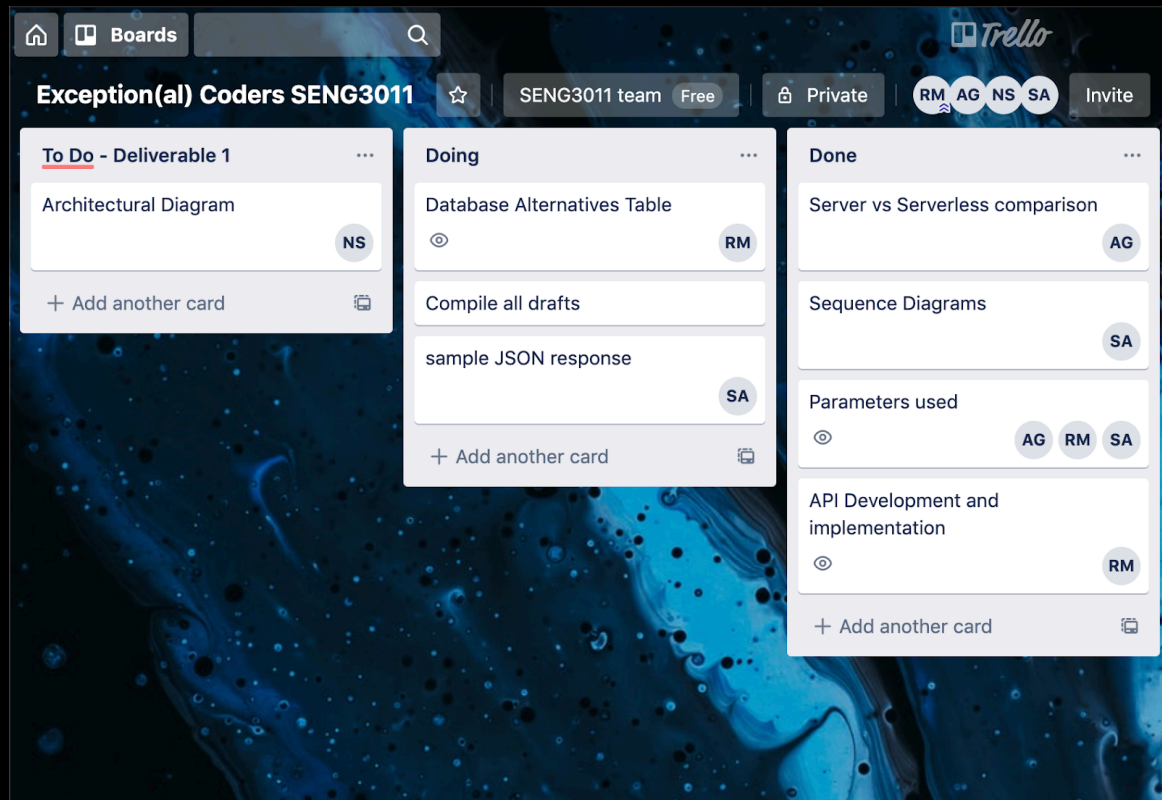 Boards
Trello
Exception(al) Coders SENG3011
SENG3011 team Free
Private
RM AG NS SA
Invite
To Do - Deliverable 1
Architectural Diagram
NS
Add another card
Doing
Database Alternatives Table
RM
Compile all drafts
sample JSON response
SA
Add another card
Done
Server vs Serverless comparison
AG
Sequence Diagrams
SA
Parameters used
AG RM SA
API Development and
implementation
RM
Add another card